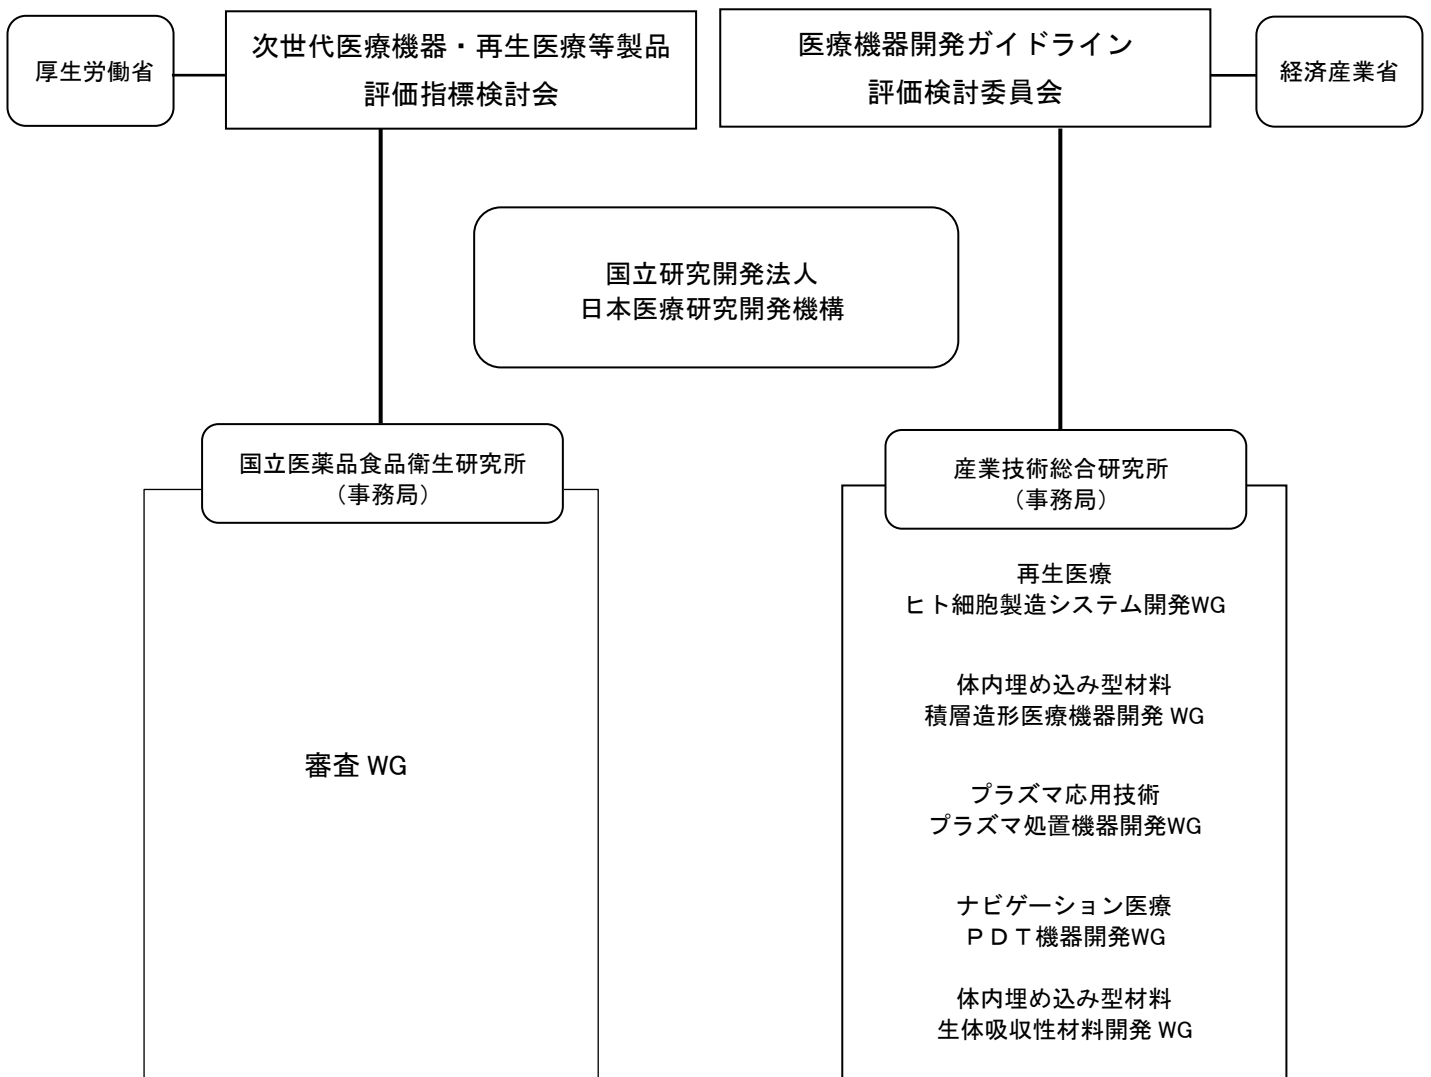 厚生労働省
次世代医療機器・再生医療等製品
評価指標検討会
医療機器開発ガイドライン
評価検討委員会
経済産業省
国立研究開発法人
日本医療研究開発機構
国立医薬品食品衛生研究所
（事務局）
審査 WG
産業技術総合研究所
（事務局）
再生医療
ヒト細胞製造システム開発WG
体内埋め込み型材料
積層造形医療機器開発 WG
プラズマ応用技術
プラズマ処置機器開発WG
ナビゲーション医療
ＰＤＴ機器開発WG
体内埋め込み型材料
生体吸収性材料開発 WG